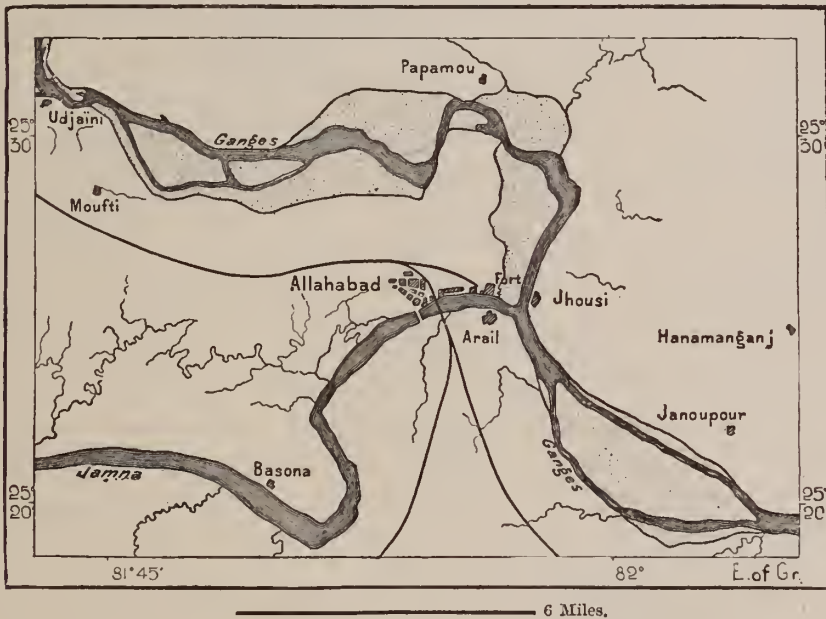 Papamou
Udjaïni
25°
30'
25°
30'
Ganges
Moufti
Allahabad
Fort
Jhousi
Arail
Hanamanganj
Janoupour
Ganges
Jamna
Basona
25°
20'
25°
20'
81°45'
82°
E. of Gr.
6 Miles.